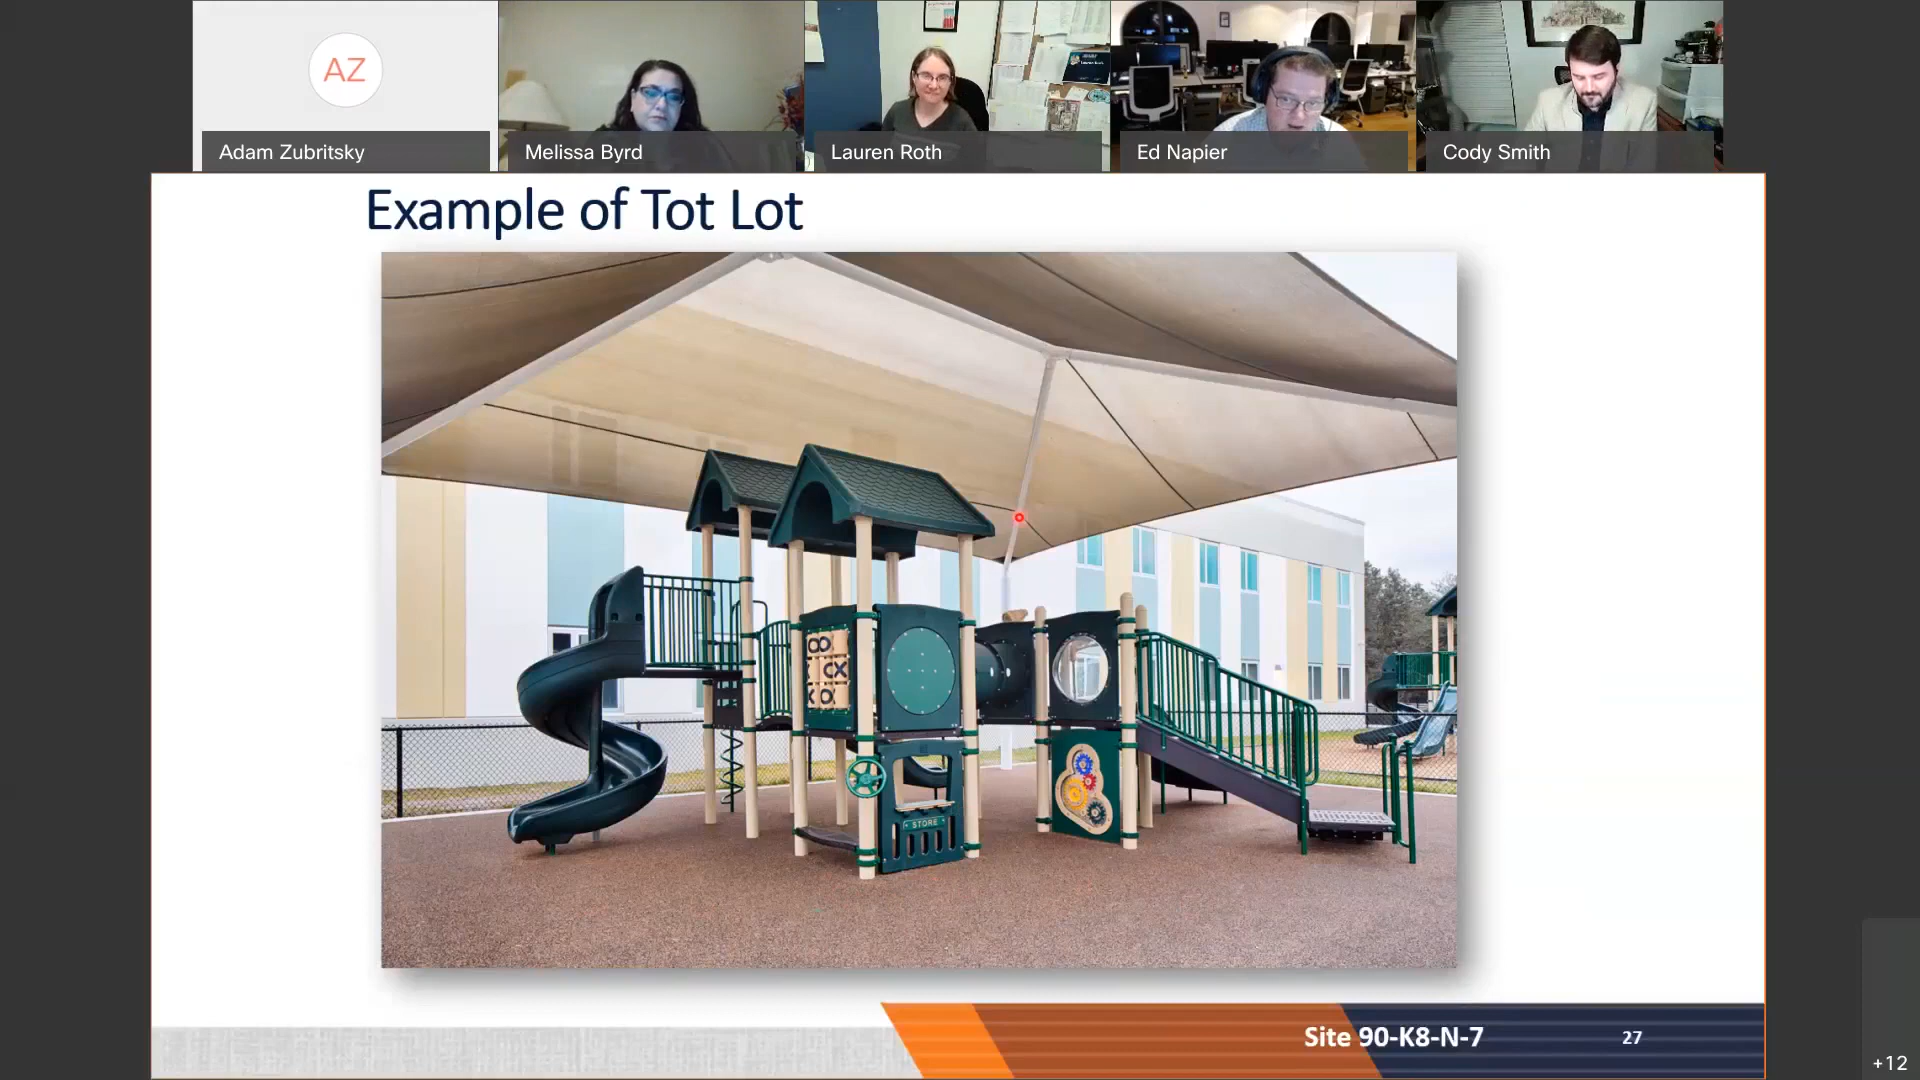 AZ
Adam Zubritsky
Melissa Byrd
Lauren Roth
Ed Napier
Cody Smith
Example of Tot Lot
STORE
Site 90-K8-N-7
27
+12